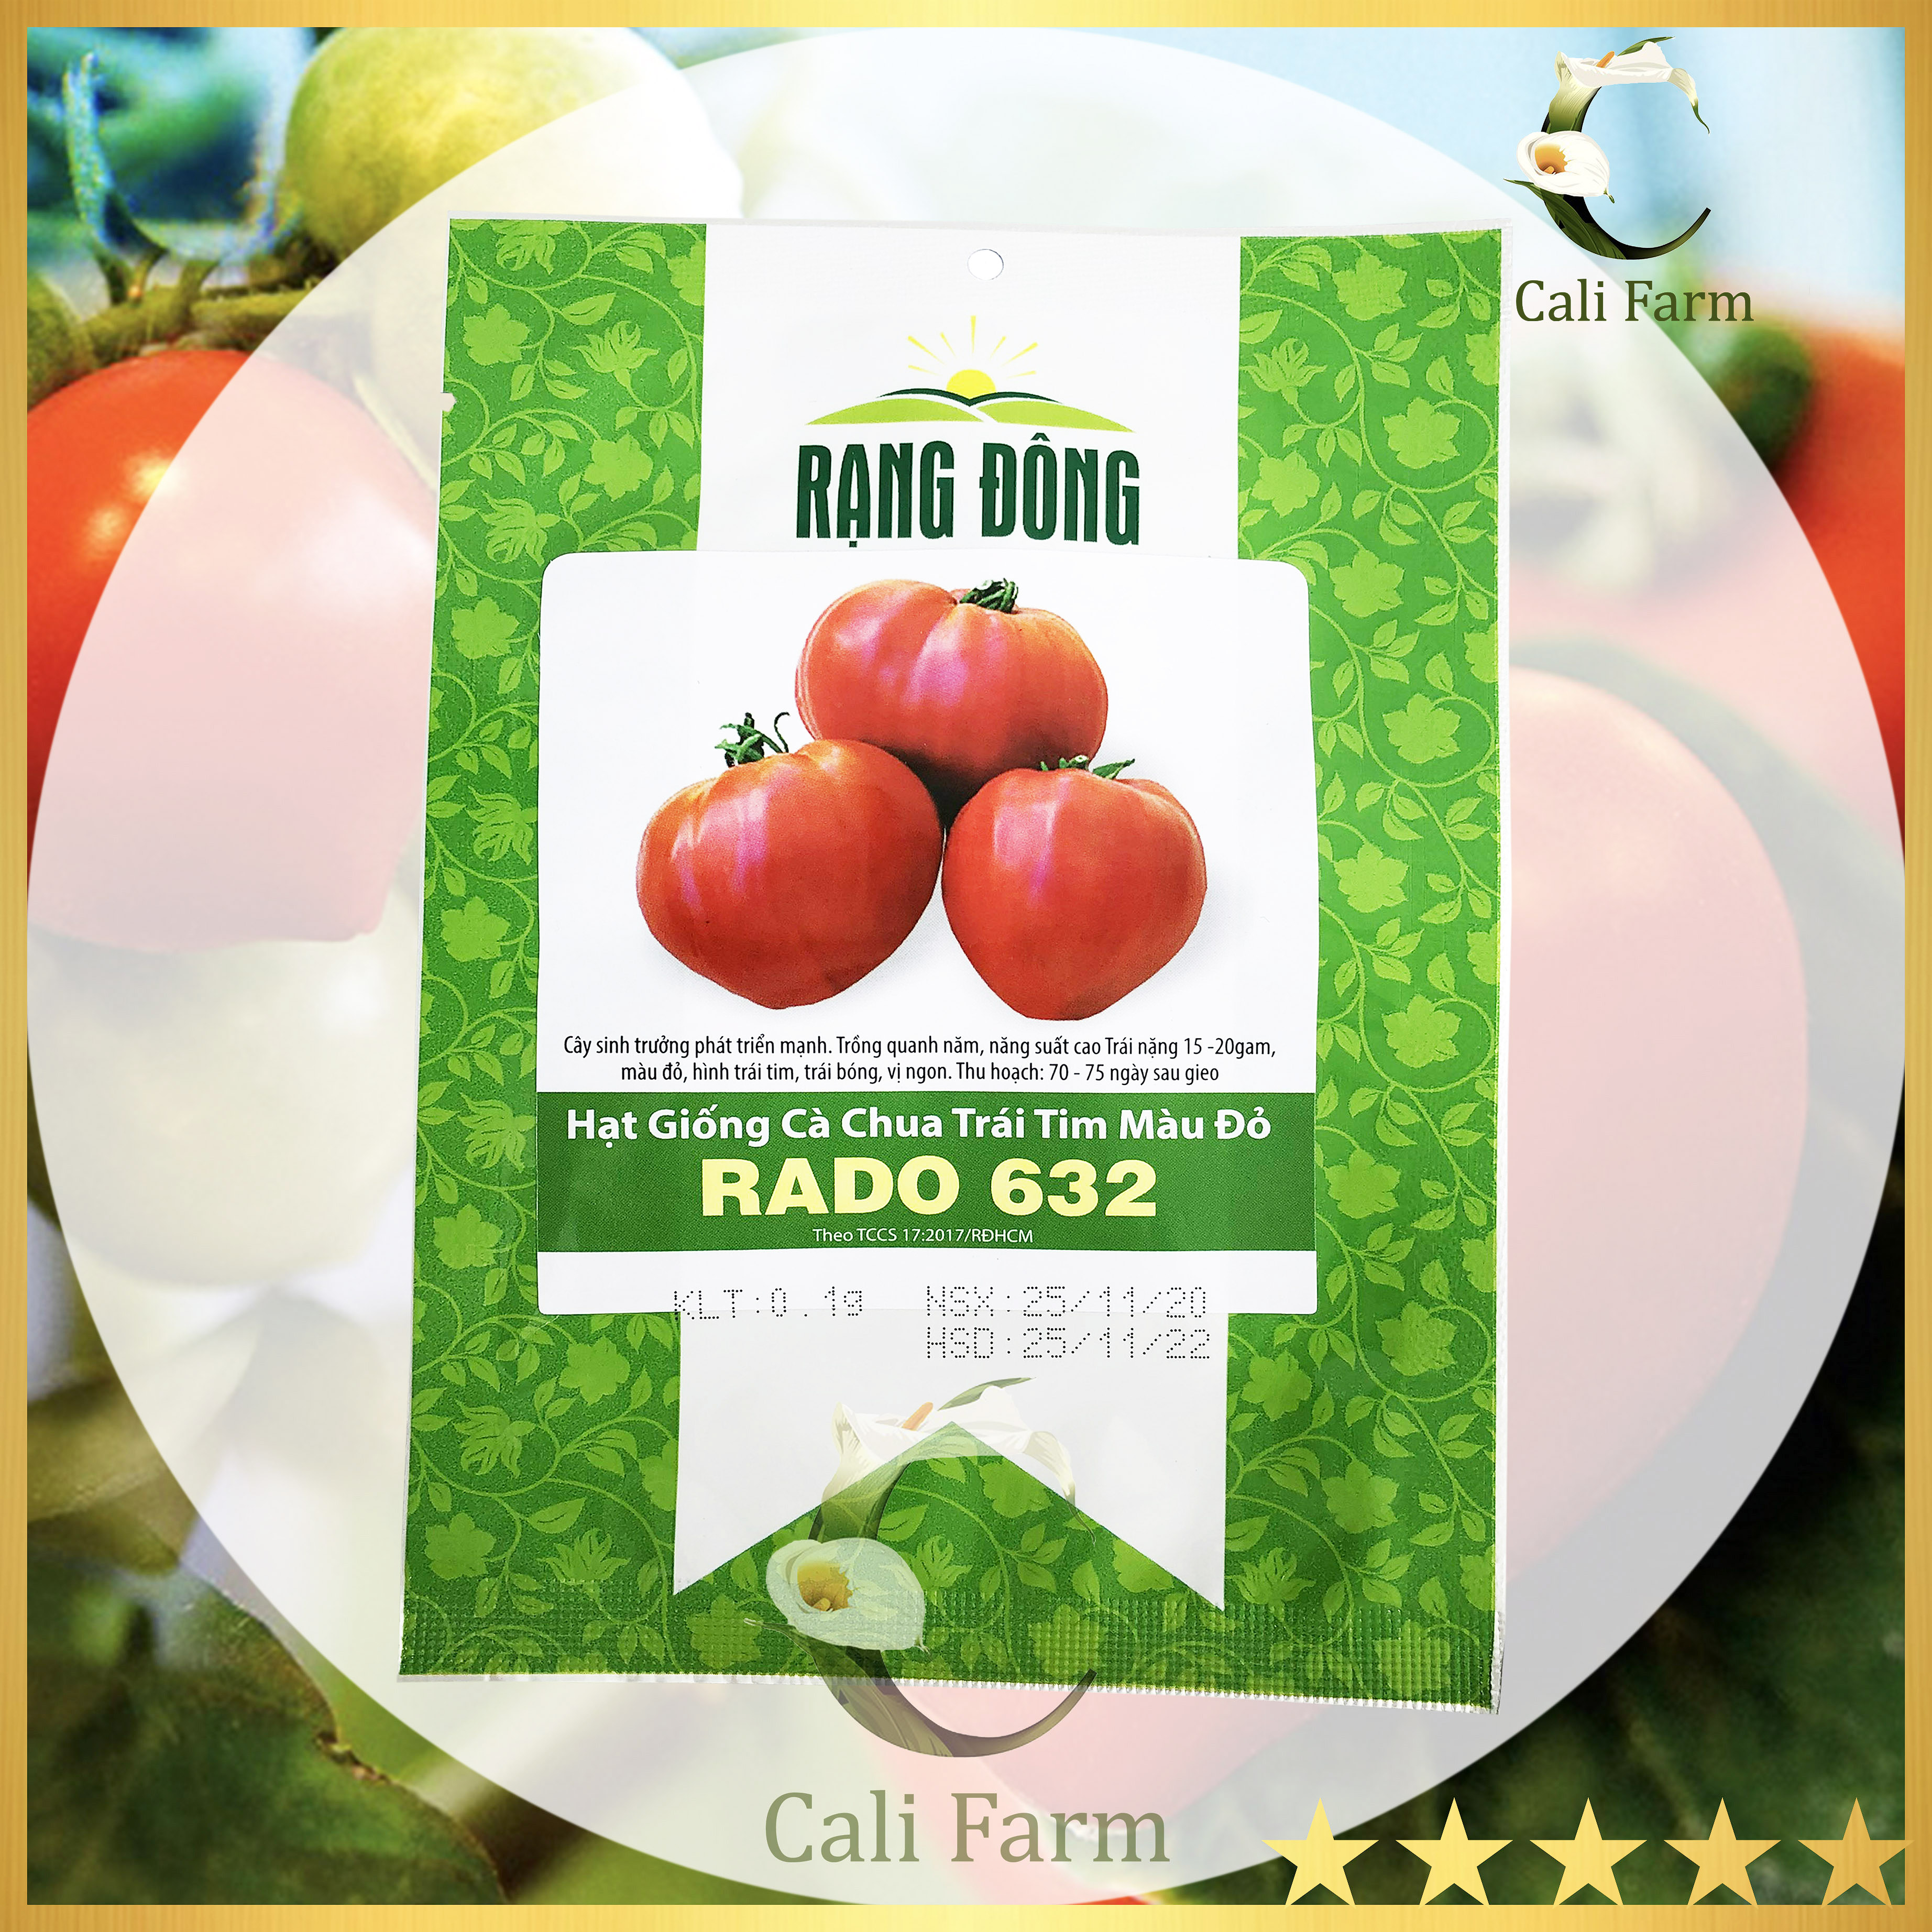 Cali Farm
RẠNG ĐÔNG
Cây sinh trưởng phát triển mạnh. Trồng quanh năm, năng suất cao Trái nặng 15 -20gam,
màu đỏ, hình trái tim, trái bóng, vị ngon. Thu hoạch: 70 - 75 ngày sau gieo
Hạt Giống Cà Chua Trái Tim Màu Đỏ
RADO 632
Theo TCCS 17:2017/RĐHCM
KLT:0.1g NSX:25/11/20
HSD:25/11/22
Cali Farm